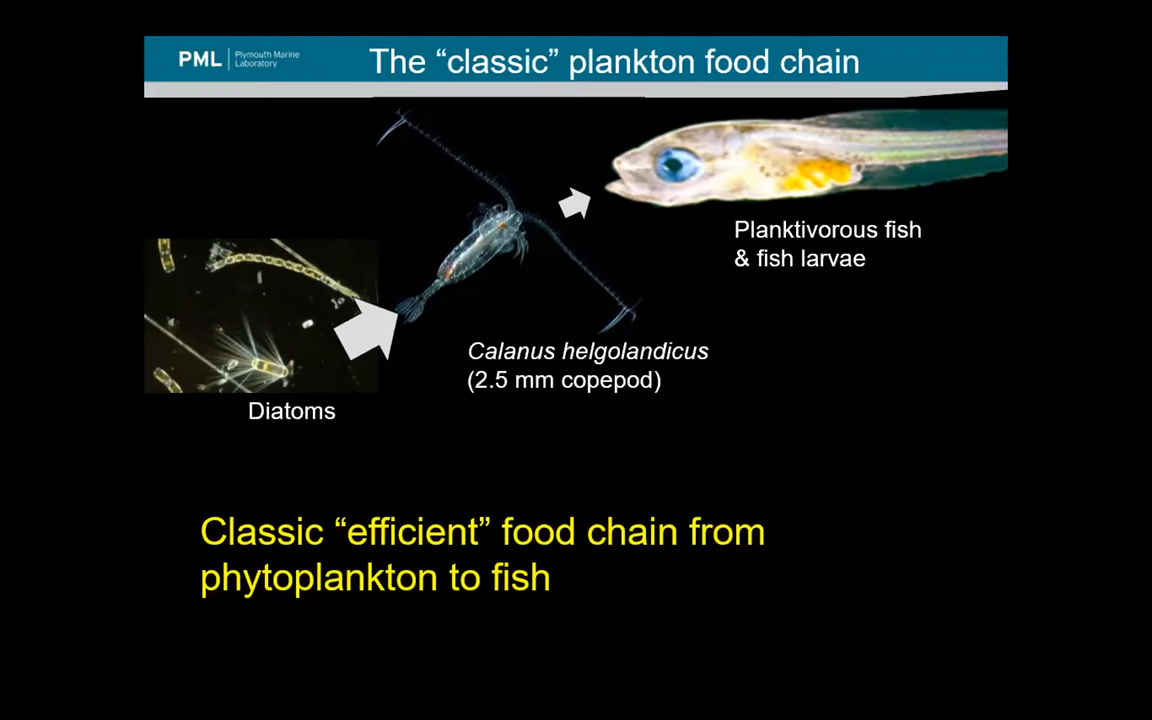 PML
Plymouth Marine
Laboratory
The “classic” plankton food chain
Planktivorous fish
& fish larvae
Calanus helgolandicus
(2.5 mm copepod)
Diatoms
Classic “efficient” food chain from
phytoplankton to fish